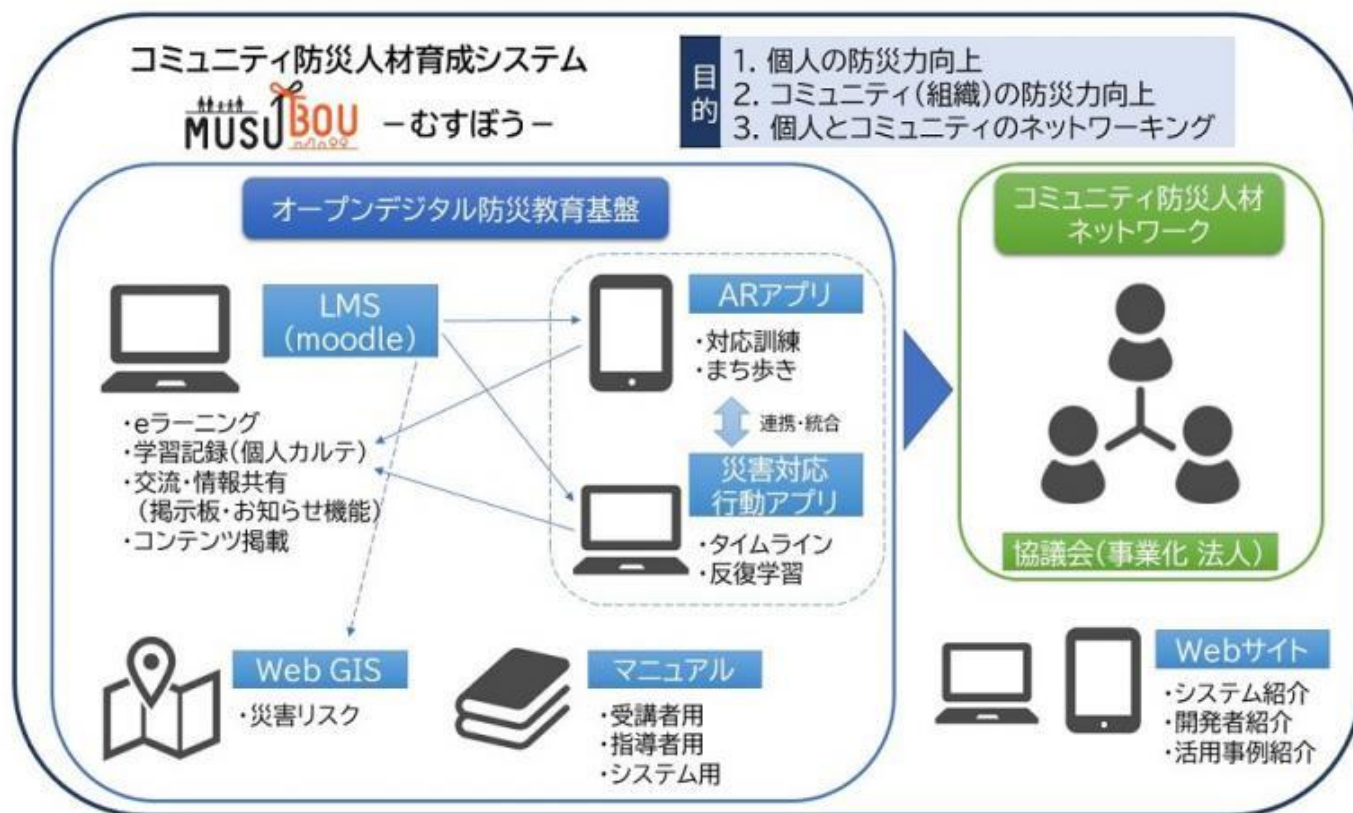 コミュニティ防災人材育成システム
MUSUBOU －むすぼう－
目的
1. 個人の防災力向上
2. コミュニティ(組織)の防災力向上
3. 個人とコミュニティのネットワーキング
オープンデジタル防災教育基盤
LMS
(moodle)
・eラーニング
・学習記録(個人カルテ)
・交流・情報共有
(掲示板・お知らせ機能)
・コンテンツ掲載
ARアプリ
・対応訓練
・まち歩き
連携・統合
災害対応
行動アプリ
・タイムライン
・反復学習
Web GIS
・災害リスク
マニュアル
・受講者用
・指導者用
・システム用
コミュニティ防災人材
ネットワーク
協議会(事業化 法人)
Webサイト
・システム紹介
・開発者紹介
・活用事例紹介